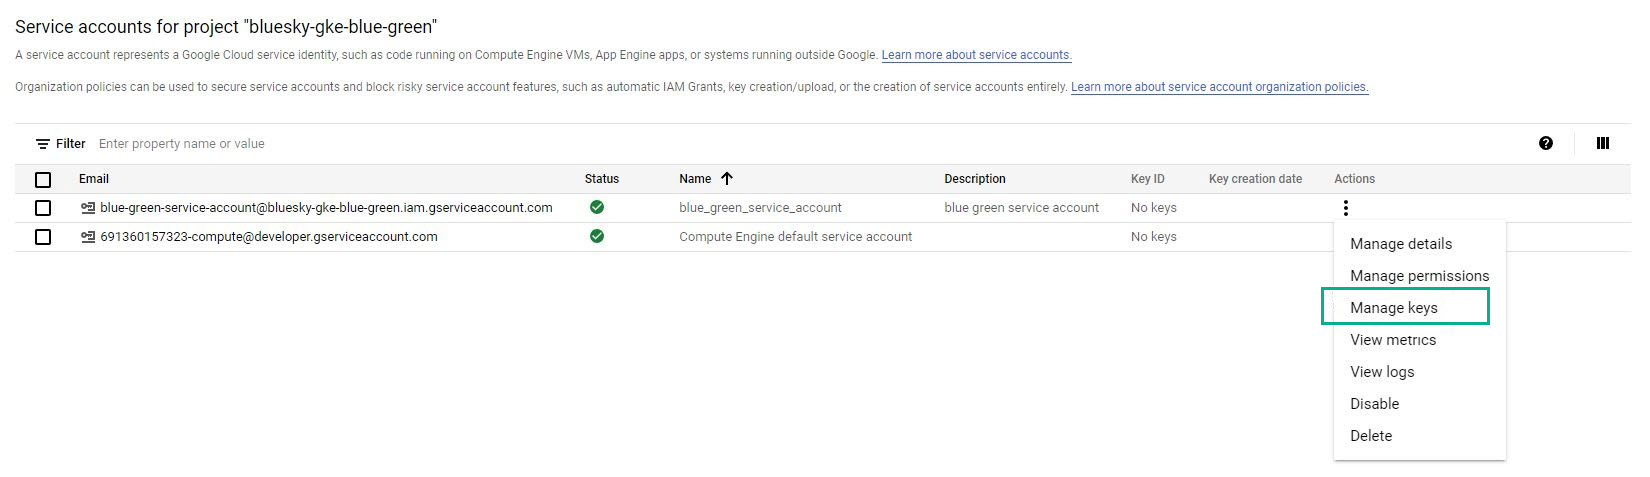 Service accounts for project "bluesky-gke-blue-green"
A service account represents a Google Cloud service identity, such as code running on Compute Engine VMs, App Engine apps, or systems running outside Google. Learn more about service accounts.
Organization policies can be used to secure service accounts and block risky service account features, such as automatic IAM Grants, key creation/upload, or the creation of service accounts entirely. Learn more about service account organization policies.
Filter Enter property name or value
Email Status Name Description Key ID Key creation date Actions
blue-green-service-account@bluesky-gke-blue-green.iam.gserviceaccount.com blue_green_service_account blue green service account No keys
691360157323-compute@developer.gserviceaccount.com Compute Engine default service account No keys
Manage details
Manage permissions
Manage keys
View metrics
View logs
Disable
Delete